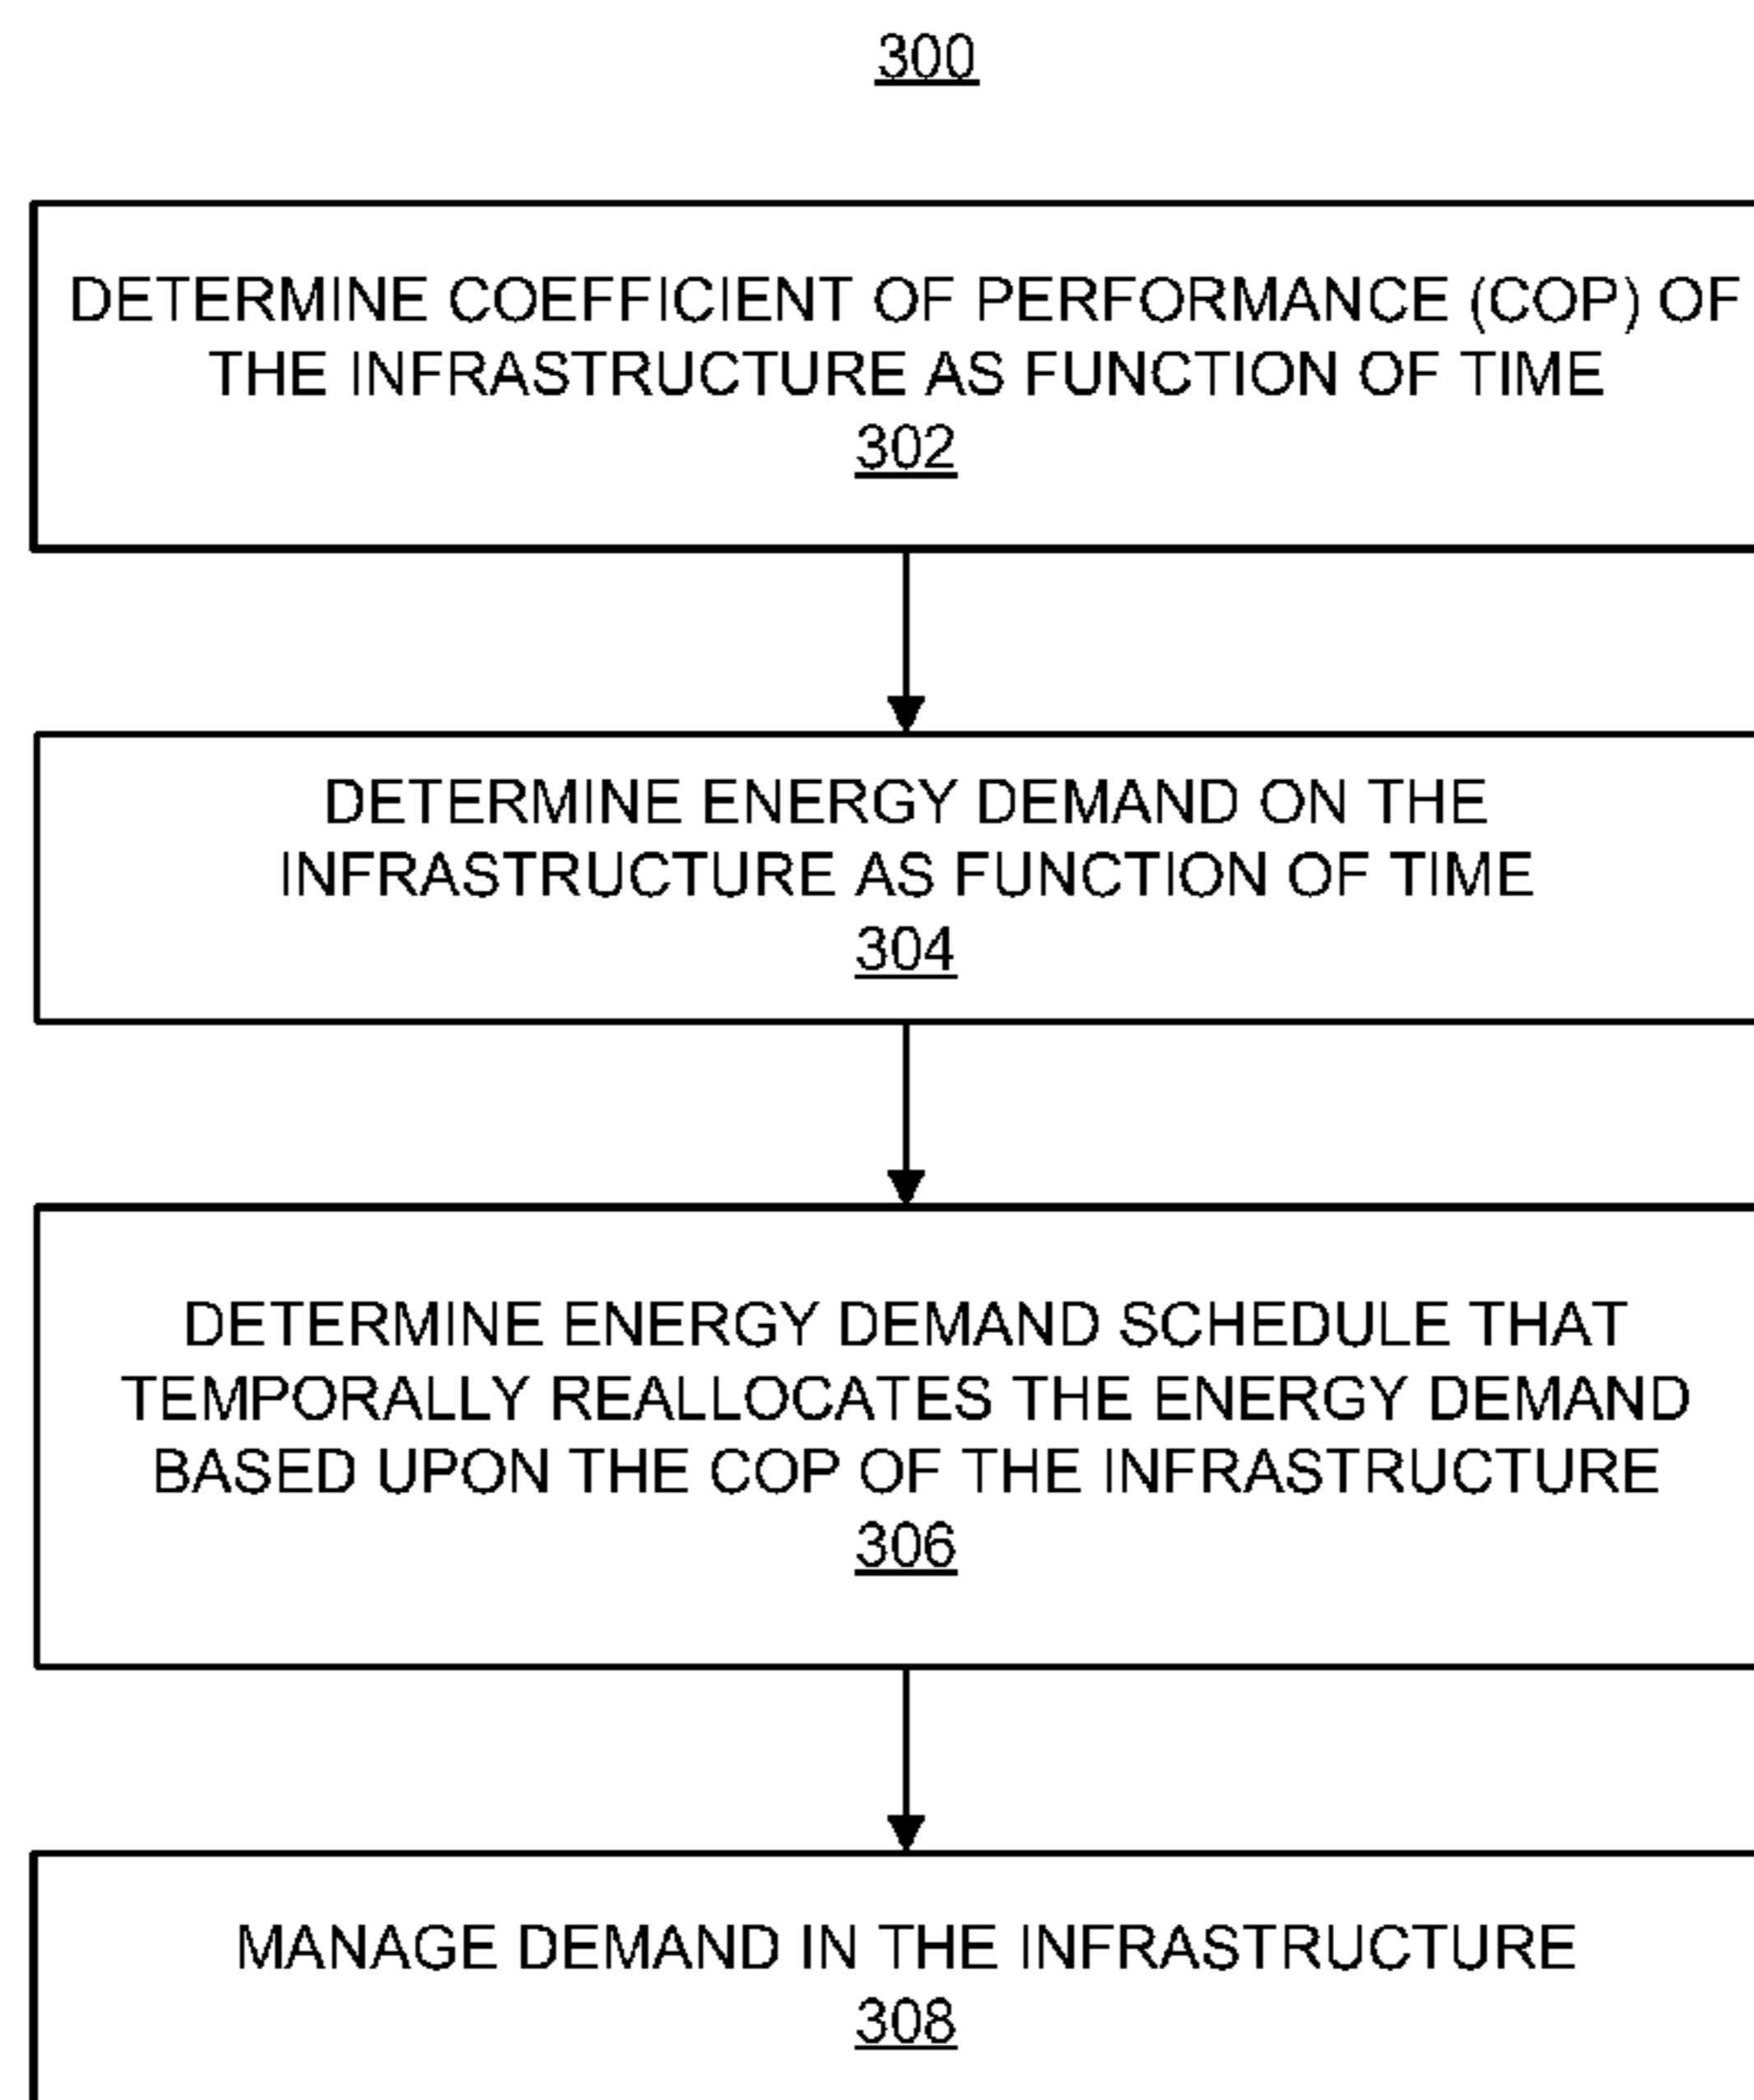 300
DETERMINE COEFFICIENT OF PERFORMANCE (COP) OF
THE INFRASTRUCTURE AS FUNCTION OF TIME
302
DETERMINE ENERGY DEMAND ON THE
INFRASTRUCTURE AS FUNCTION OF TIME
304
DETERMINE ENERGY DEMAND SCHEDULE THAT
TEMPORALLY REALLOCATES THE ENERGY DEMAND
BASED UPON THE COP OF THE INFRASTRUCTURE
306
MANAGE DEMAND IN THE INFRASTRUCTURE
308